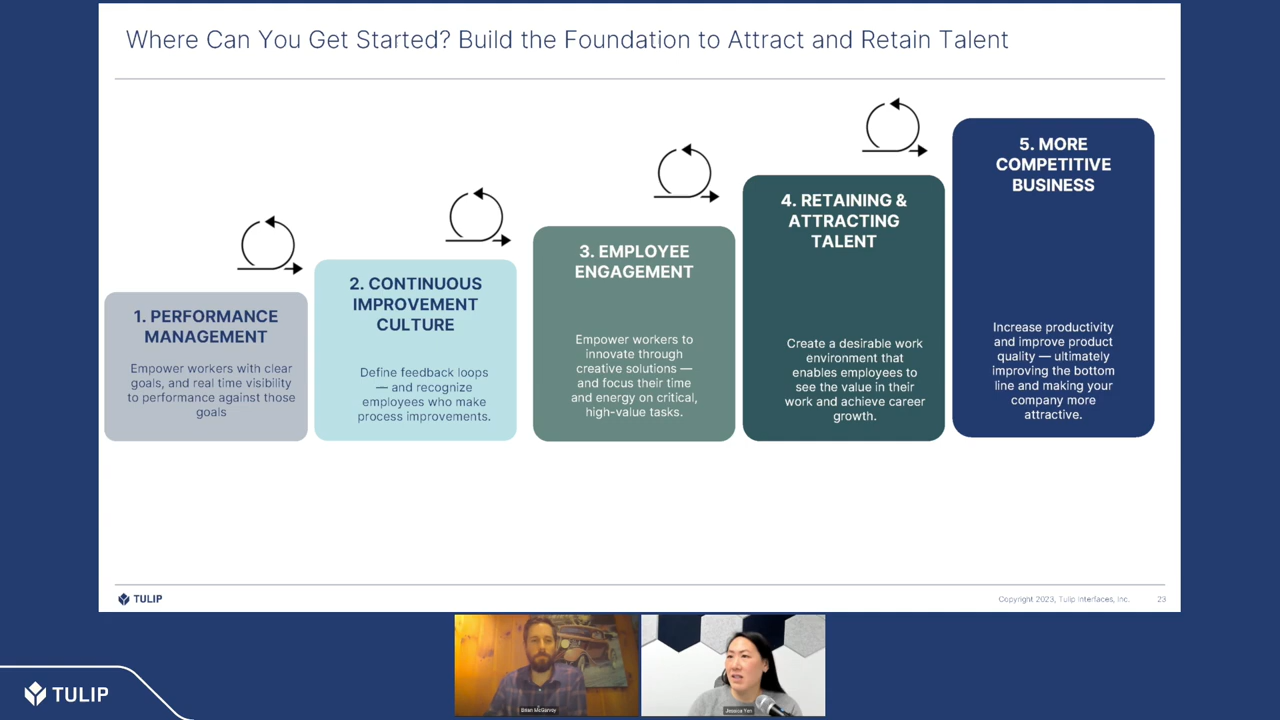 Where Can You Get Started? Build the Foundation to Attract and Retain Talent
1. PERFORMANCE
MANAGEMENT
Empower workers with clear
goals, and real time visibility
to performance against those
goals
2. CONTINUOUS
IMPROVEMENT
CULTURE
Define feedback loops
— and recognize
employees who make
process improvements.
3. EMPLOYEE
ENGAGEMENT
Empower workers to
innovate through
creative solutions —
and focus their time
and energy on critical,
high-value tasks.
4. RETAINING &
ATTRACTING
TALENT
Create a desirable work
environment that
enables employees to
see the value in their
work and achieve career
growth.
5. MORE
COMPETITIVE
BUSINESS
Increase productivity
and improve product
quality — ultimately
improving the bottom
line and making your
company more
attractive.
TULIP
Copyright 2023, Tulip Interfaces, Inc.
23
Brian McGarvey
Jessica Yen
TULIP